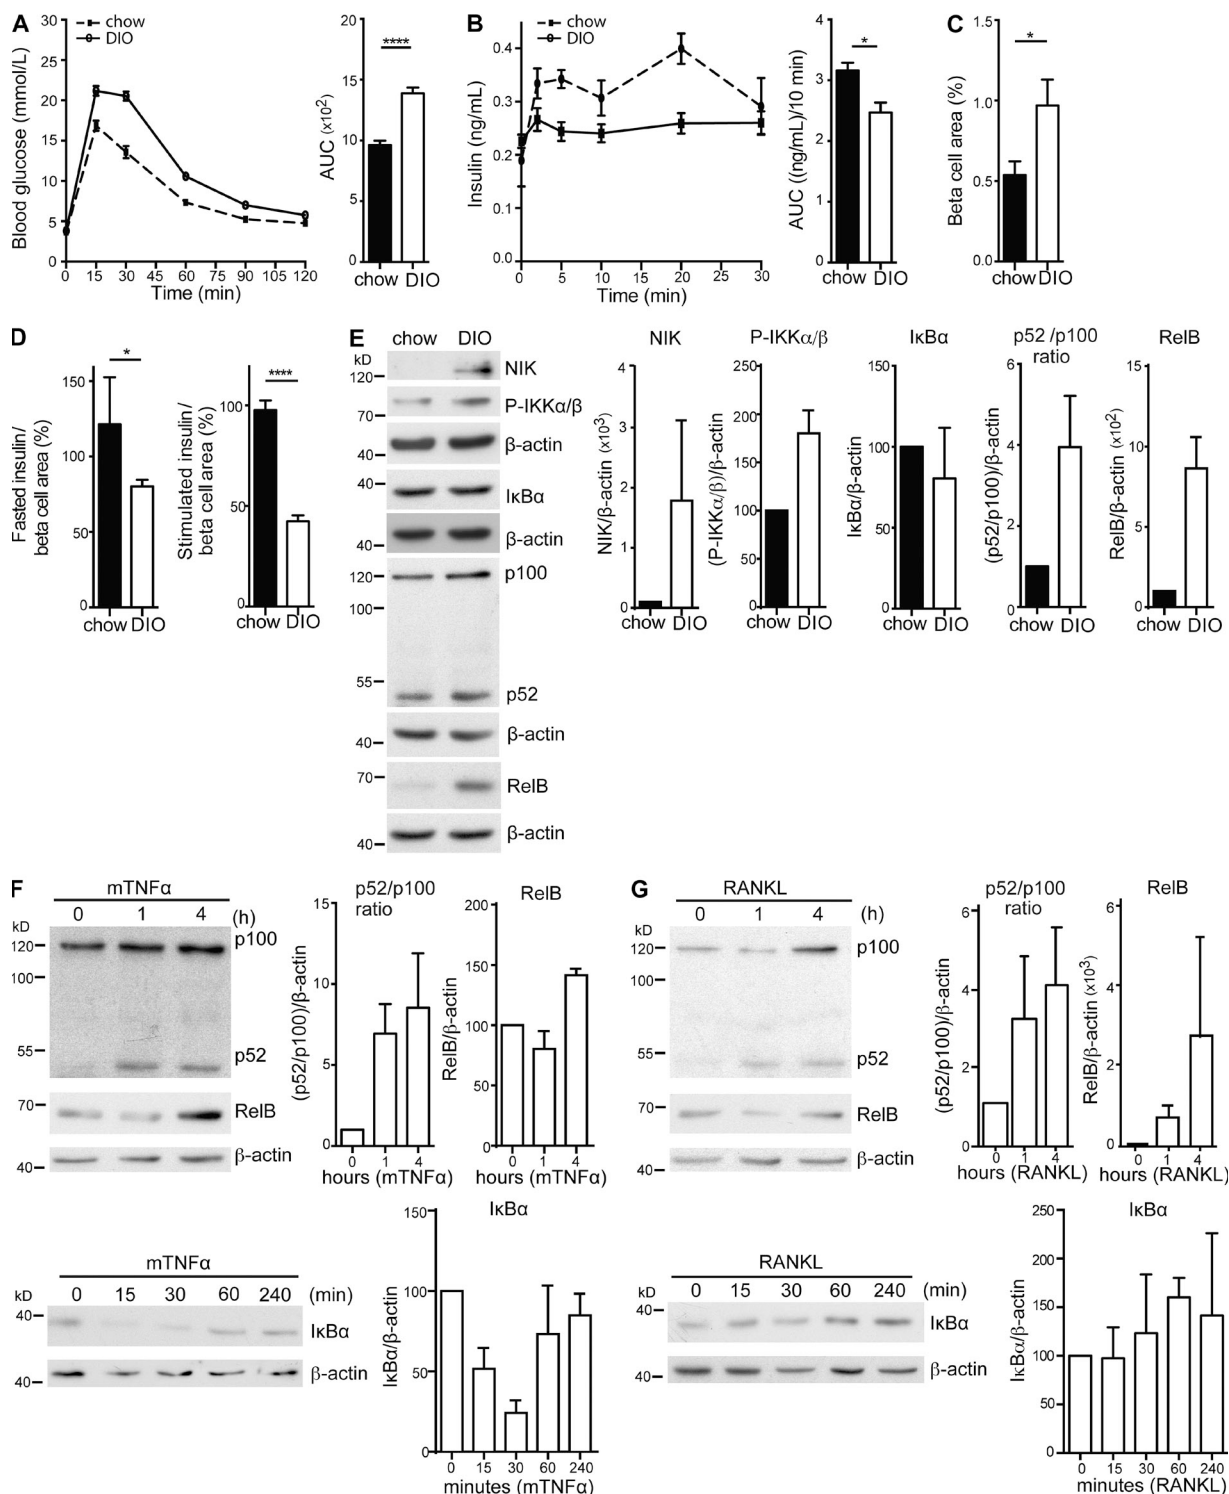 A
chow
DIO
Blood glucose (mmol/L)
30
25
20
15
10
5
0
0 15 30 45 60 75 90 105 120
Time (min)
****
AUC (x10²)
20
15
10
5
0
chow DIO
B
chow
DIO
Insulin (ng/mL)
0.4
0.3
0.2
0.1
0.0
0 5 10 15 20 25 30
Time (min)
*
AUC ((ng/mL)/10 min)
4
3
2
1
0
chow DIO
C
*
Beta cell area (%)
1.5
1.0
0.5
0.0
chow DIO
D
*
Fasted insulin/
beta cell area (%)
150
100
50
0
chow DIO
****
Stimulated insulin/
beta cell area (%)
100
50
0
chow DIO
E
chow DIO
kD
120
NIK
70
P-IKKα/β
40
β-actin
40
IκBα
40
β-actin
120
p100
100
55
p52
40
β-actin
70
RelB
40
β-actin
NIK
NIK/β-actin (x10³)
4
3
2
1
0
chow DIO
P-IKKα/β
(P-IKKα/β)/β-actin
250
200
150
100
50
0
chow DIO
IκBα
IκBα/β-actin
150
100
50
0
chow DIO
p52 /p100
ratio
(p52/p100)/β-actin
6
4
2
0
chow DIO
RelB
RelB/β-actin (x10²)
15
10
5
0
chow DIO
F
mTNFα
0 1 4 (h)
kD
120
p100
100
55
p52
70
RelB
40
β-actin
p52/p100
ratio
(p52/p100)/β-actin
15
10
5
0
0 1 4
hours (mTNFα)
RelB
RelB/β-actin
200
150
100
50
0
0 1 4
hours (mTNFα)
mTNFα
kD
0 15 30 60 240 (min)
40
IκBα
40
β-actin
IκBα
IκBα/β-actin
150
100
50
0
0 15 30 60 240
minutes (mTNFα)
G
RANKL
0 1 4 (h)
kD
120
p100
100
55
p52
70
RelB
40
β-actin
p52/p100
ratio
(p52/p100)/β-actin
6
4
2
0
0 1 4
hours (RANKL)
RelB
RelB/β-actin (x10³)
6
4
2
0
0 1 4
hours (RANKL)
RANKL
kD
0 15 30 60 240 (min)
40
IκBα
40
β-actin
IκBα
IκBα/β-actin
250
200
150
100
50
0
0 15 30 60 240
minutes (RANKL)